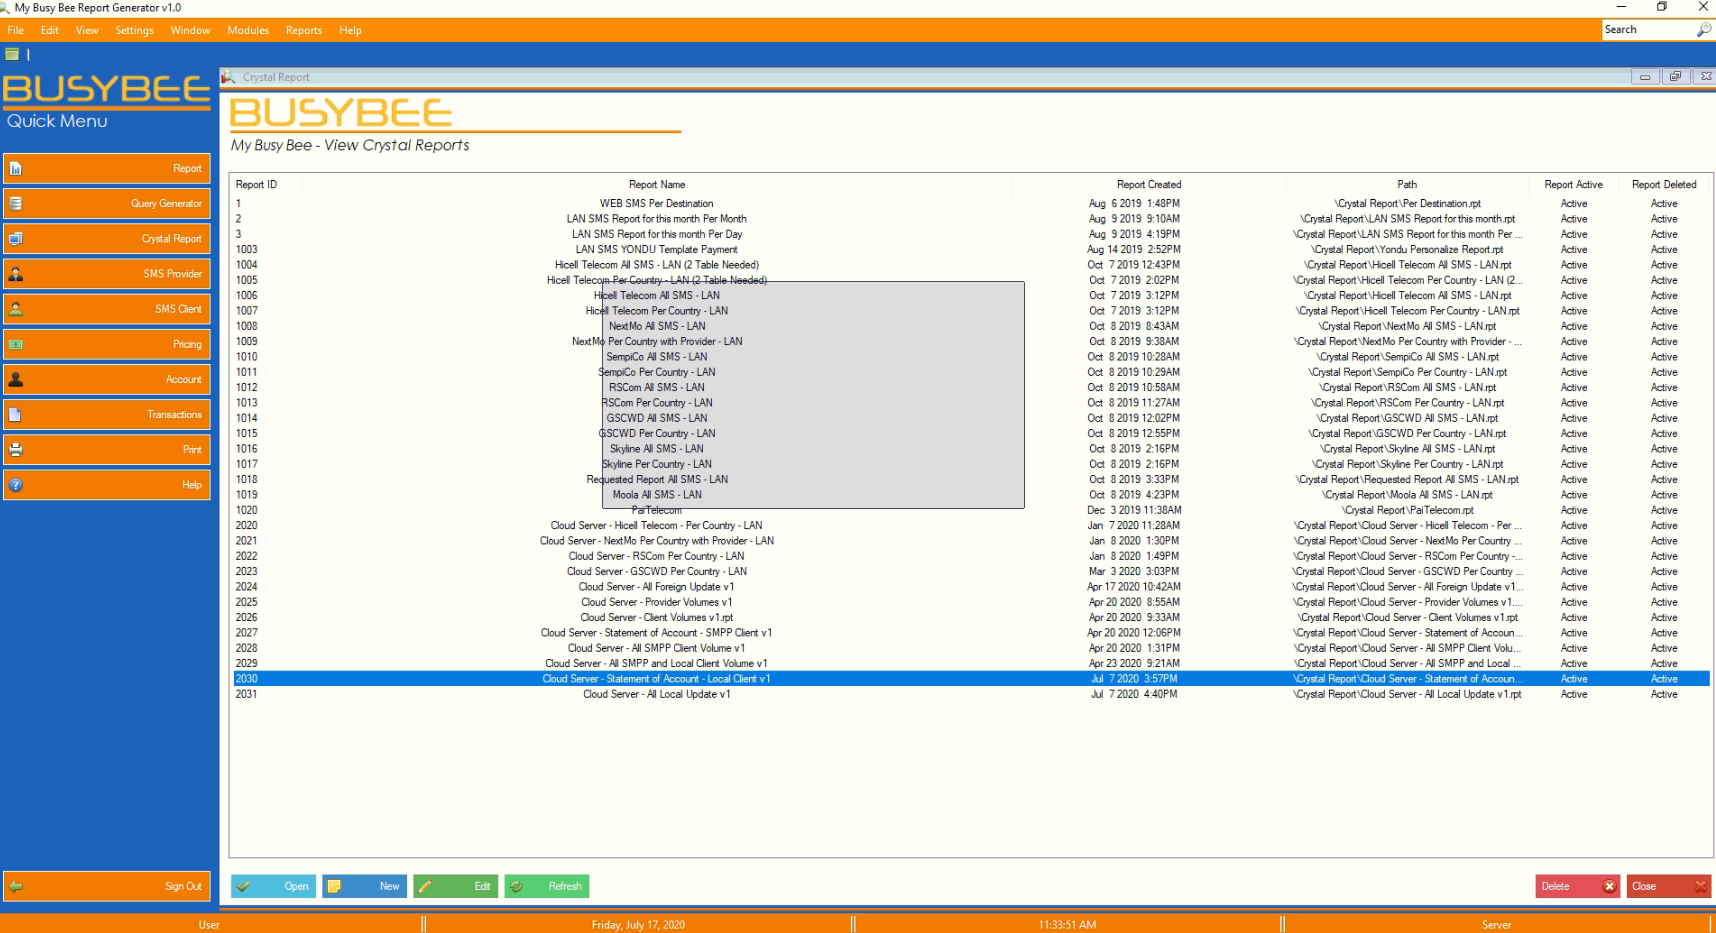 My Busy Bee Report Generator v1.0
File Edit View Settings Window Modules Reports Help Search
BUSYBEE
Quick Menu
Report
Query Generator
Crystal Report
SMS Provider
SMS Client
Pricing
Account
Transactions
Print
Help
Sign Out
Crystal Report
BUSYBEE
My Busy Bee - View Crystal Reports
Report ID Report Name Report Created Path Report Active Report Deleted
1 WEB SMS Per Destination Aug 6 2019 1:48PM \Crystal Report\Per Destination.rpt Active Active
2 LAN SMS Report for this month Per Month Aug 9 2019 9:10AM \Crystal Report\LAN SMS Report for this month.rpt Active Active
3 LAN SMS Report for this month Per Day Aug 9 2019 4:19PM \Crystal Report\LAN SMS Report for this month Per ... Active Active
1003 LAN SMS YONDU Template Payment Aug 14 2019 2:52PM \Crystal Report\Yondu Personalize Report.rpt Active Active
1004 Hicell Telecom All SMS - LAN (2 Table Needed) Oct 7 2019 12:43PM \Crystal Report\Hicell Telecom All SMS - LAN.rpt Active Active
1005 Hicell Telecom Per Country - LAN (2 Table Needed) Oct 7 2019 2:02PM \Crystal Report\Hicell Telecom Per Country - LAN (2... Active Active
1006 Hicell Telecom All SMS - LAN Oct 7 2019 3:12PM \Crystal Report\Hicell Telecom All SMS - LAN.rpt Active Active
1007 Hicell Telecom Per Country - LAN Oct 7 2019 3:12PM \Crystal Report\Hicell Telecom Per Country - LAN.rpt Active Active
1008 NextMo All SMS - LAN Oct 8 2019 8:43AM \Crystal Report\NextMo All SMS - LAN.rpt Active Active
1009 NextMo Per Country with Provider - LAN Oct 8 2019 9:38AM \Crystal Report\NextMo Per Country with Provider - ... Active Active
1010 SempiCo All SMS - LAN Oct 8 2019 10:28AM \Crystal Report\SempiCo All SMS - LAN.rpt Active Active
1011 SempiCo Per Country - LAN Oct 8 2019 10:29AM \Crystal Report\SempiCo Per Country - LAN.rpt Active Active
1012 RSCom All SMS - LAN Oct 8 2019 10:58AM \Crystal Report\RSCom All SMS - LAN.rpt Active Active
1013 RSCom Per Country - LAN Oct 8 2019 11:27AM \Crystal Report\RSCom Per Country - LAN.rpt Active Active
1014 GSCWD All SMS - LAN Oct 8 2019 12:02PM \Crystal Report\GSCWD All SMS - LAN.rpt Active Active
1015 GSCWD Per Country - LAN Oct 8 2019 12:55PM \Crystal Report\GSCWD Per Country - LAN.rpt Active Active
1016 Skyline All SMS - LAN Oct 8 2019 2:16PM \Crystal Report\Skyline All SMS - LAN.rpt Active Active
1017 Skyline Per Country - LAN Oct 8 2019 2:16PM \Crystal Report\Skyline Per Country - LAN.rpt Active Active
1018 Requested Report All SMS - LAN Oct 8 2019 3:33PM \Crystal Report\Requested Report All SMS - LAN.rpt Active Active
1019 Moola All SMS - LAN Oct 8 2019 4:23PM \Crystal Report\Moola All SMS - LAN.rpt Active Active
1020 PaiTelecom Dec 3 2019 11:38AM \Crystal Report\PaiTelecom.rpt Active Active
2020 Cloud Server - Hicell Telecom - Per Country - LAN Jan 7 2020 11:28AM \Crystal Report\Cloud Server - Hicell Telecom - Per ... Active Active
2021 Cloud Server - NextMo Per Country with Provider - LAN Jan 8 2020 1:30PM \Crystal Report\Cloud Server - NextMo Per Country ... Active Active
2022 Cloud Server - RSCom Per Country - LAN Jan 8 2020 1:49PM \Crystal Report\Cloud Server - RSCom Per Country -... Active Active
2023 Cloud Server - GSCWD Per Country - LAN Mar 3 2020 3:03PM \Crystal Report\Cloud Server - GSCWD Per Country ... Active Active
2024 Cloud Server - All Foreign Update v1 Apr 17 2020 10:42AM \Crystal Report\Cloud Server - All Foreign Update v1... Active Active
2025 Cloud Server - Provider Volumes v1 Apr 20 2020 8:55AM \Crystal Report\Cloud Server - Provider Volumes v1.... Active Active
2026 Cloud Server - Client Volumes v1.rpt Apr 20 2020 9:33AM \Crystal Report\Cloud Server - Client Volumes v1.rpt Active Active
2027 Cloud Server - Statement of Account - SMPP Client v1 Apr 20 2020 12:06PM \Crystal Report\Cloud Server - Statement of Accoun... Active Active
2028 Cloud Server - All SMPP Client Volume v1 Apr 20 2020 1:31PM \Crystal Report\Cloud Server - All SMPP Client Volu... Active Active
2029 Cloud Server - All SMPP and Local Client Volume v1 Apr 23 2020 9:21AM \Crystal Report\Cloud Server - All SMPP and Local ... Active Active
2030 Cloud Server - Statement of Account - Local Client v1 Jul 7 2020 3:57PM \Crystal Report\Cloud Server - Statement of Accoun... Active Active
2031 Cloud Server - All Local Update v1 Jul 7 2020 4:40PM \Crystal Report\Cloud Server - All Local Update v1.rpt Active Active
Open New Edit Refresh Delete Close
User Friday, July 17, 2020 11:33:51 AM Server